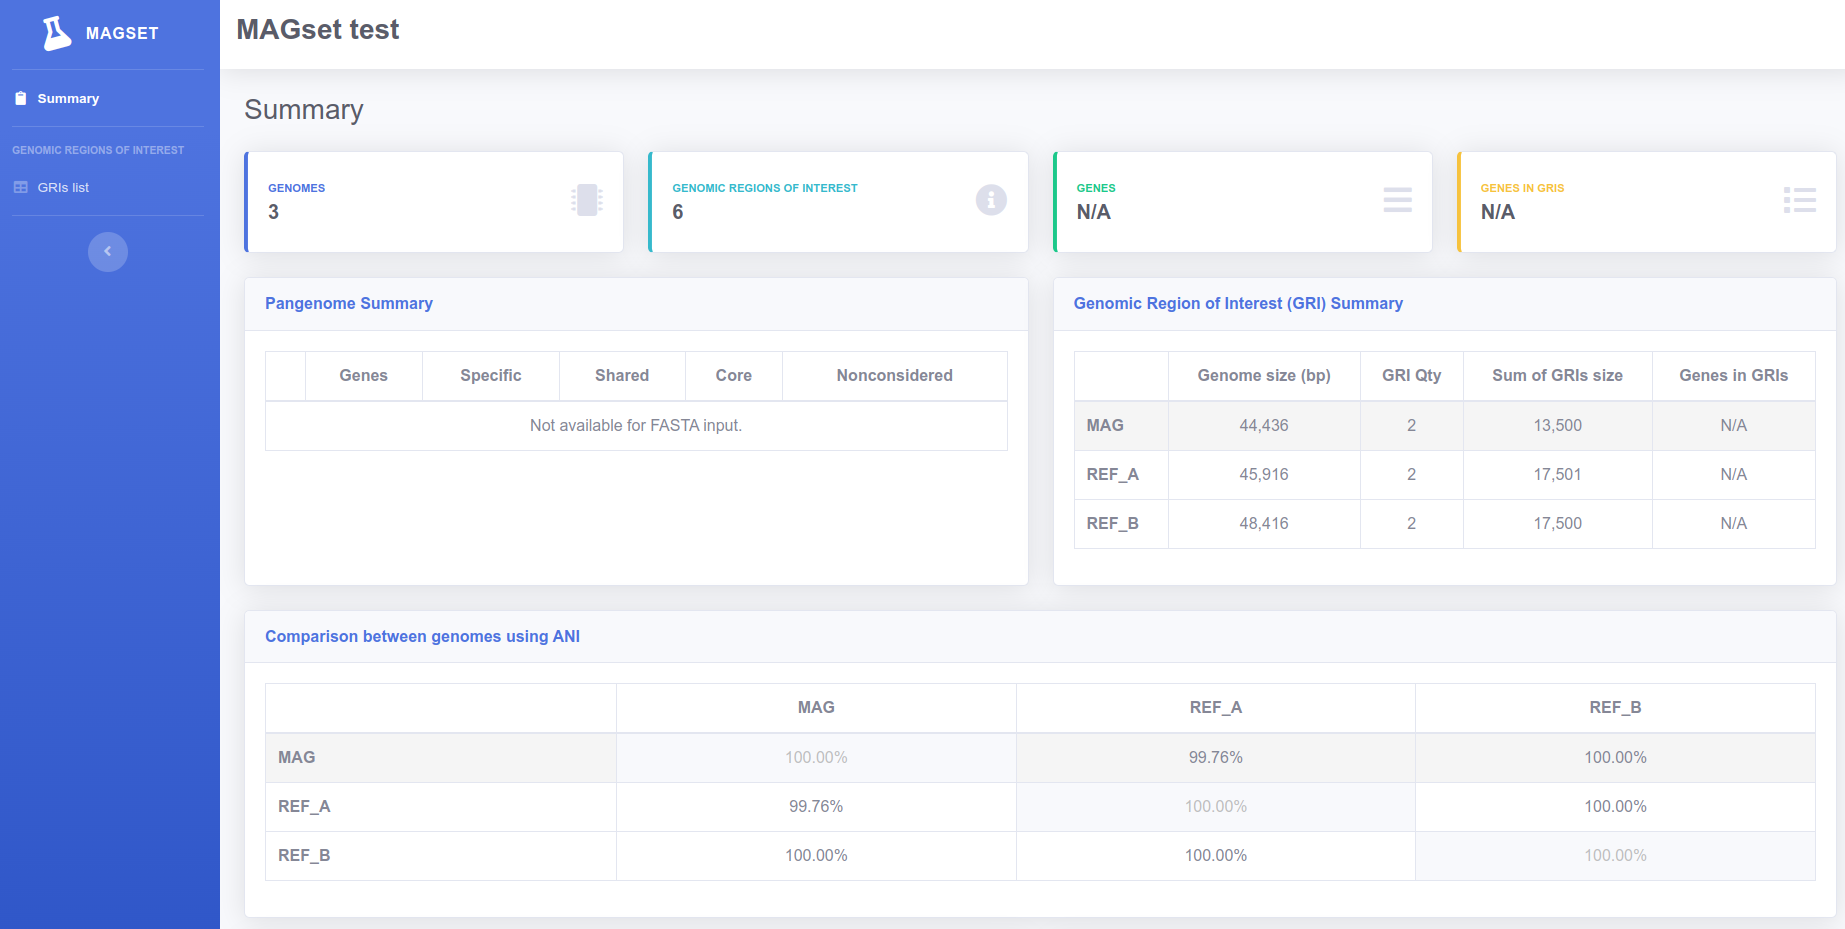 MAGSET
Summary
GENOMIC REGIONS OF INTEREST
GRIs list
MAGset test
Summary
GENOMES
3
GENOMIC REGIONS OF INTEREST
6
GENES
N/A
GENES IN GRIS
N/A
Pangenome Summary
Genes Specific Shared Core Nonconsidered
Not available for FASTA input.
Genomic Region of Interest (GRI) Summary
Genome size (bp) GRI Qty Sum of GRIs size Genes in GRIs
MAG 44,436 2 13,500 N/A
REF_A 45,916 2 17,501 N/A
REF_B 48,416 2 17,500 N/A
Comparison between genomes using ANI
MAG REF_A REF_B
MAG 100.00% 99.76% 100.00%
REF_A 99.76% 100.00% 100.00%
REF_B 100.00% 100.00% 100.00%